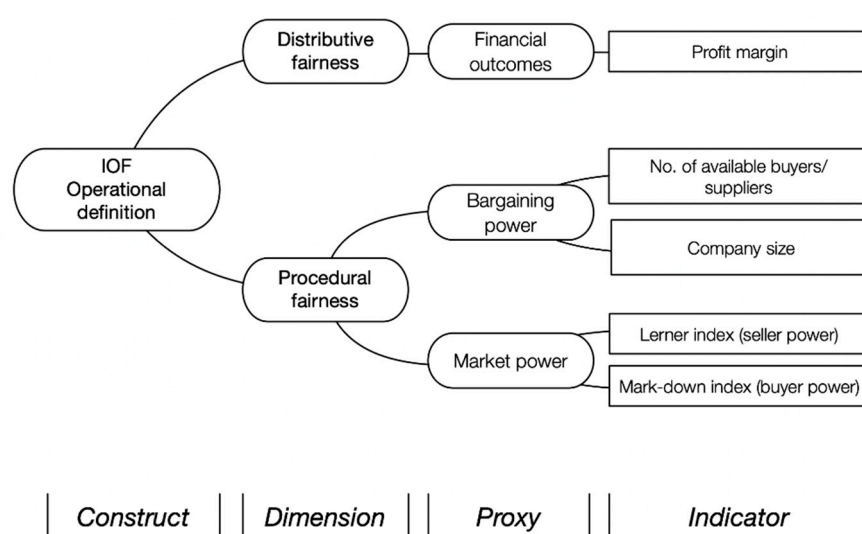 Distributive
fairness
Financial
outcomes
Profit margin
IOF
Operational
definition
No. of available buyers/
suppliers
Bargaining
power
Company size
Procedural
fairness
Lerner index (seller power)
Market power
Mark-down index (buyer power)
Construct
Dimension
Proxy
Indicator